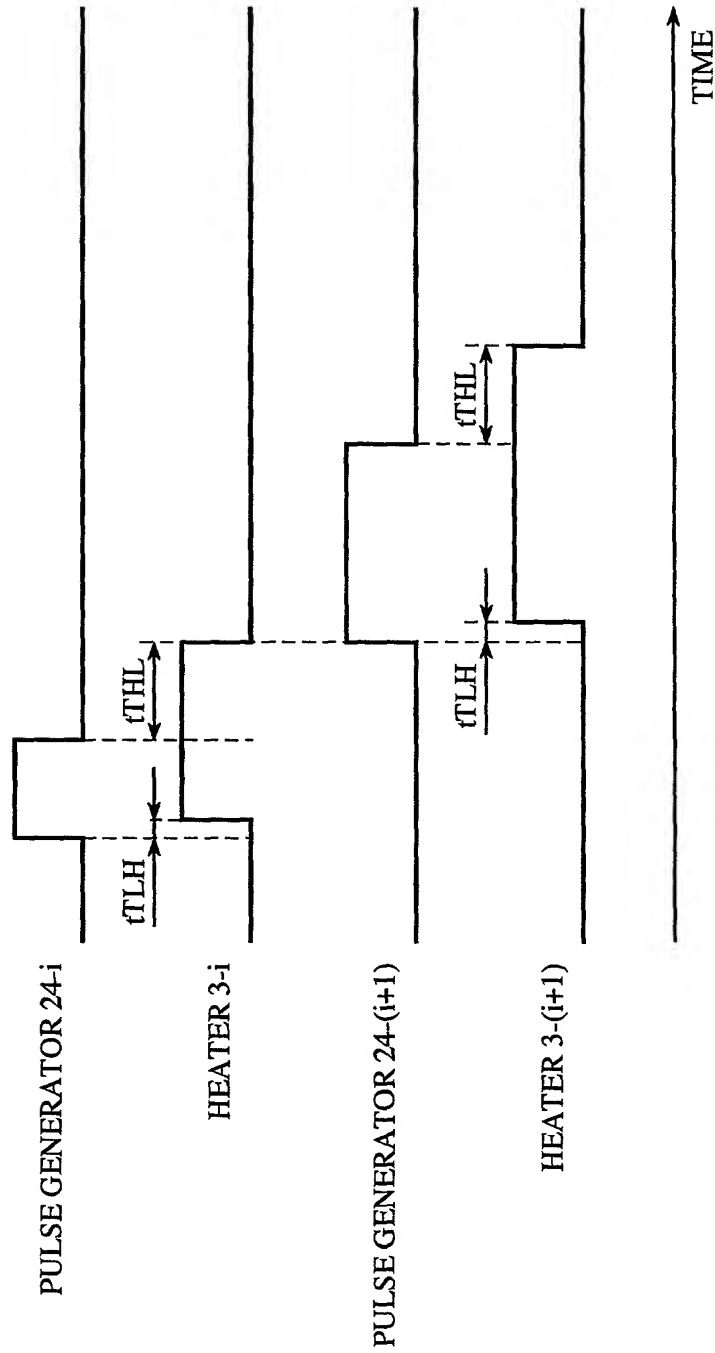 PULSE GENERATOR 24-i
tTLH
tTHL
HEATER 3-i
PULSE GENERATOR 24-(i+1)
tTLH
tTHL
HEATER 3-(i+1)
TIME